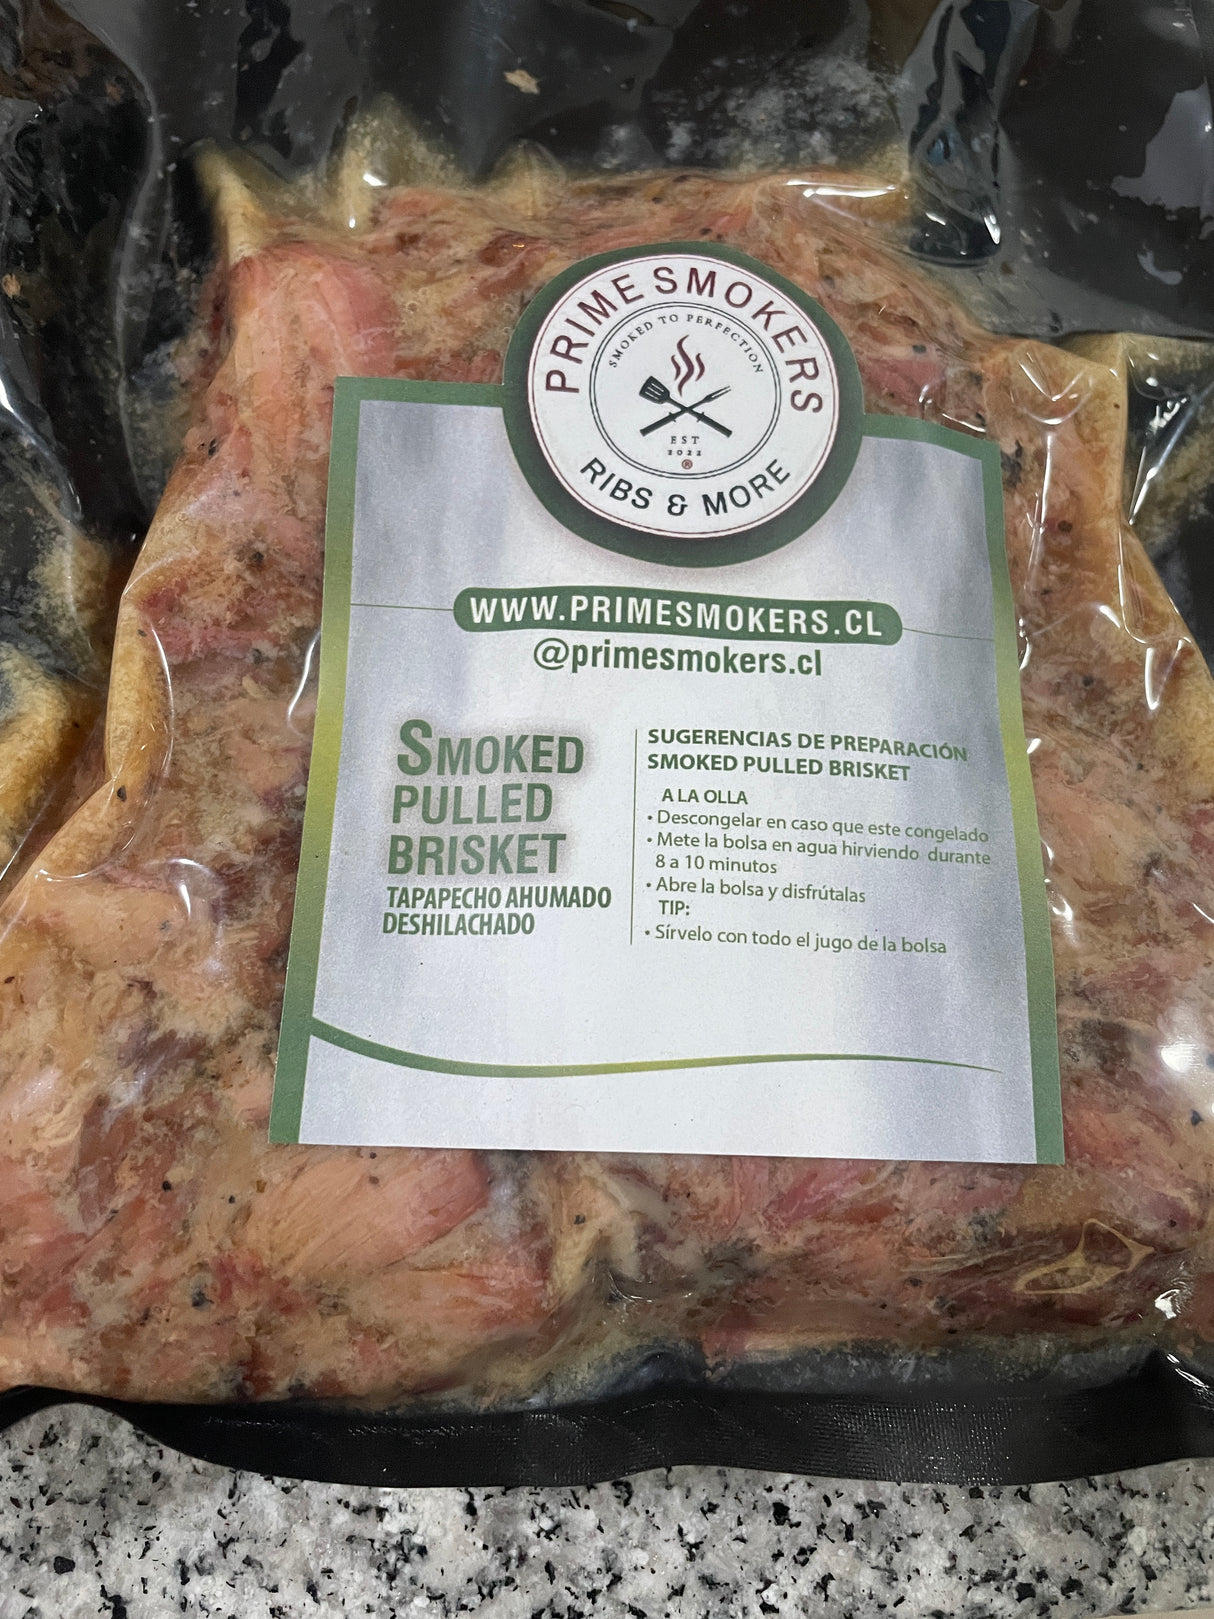 PRIME SMOKERS
SMOKED TO PERFECTION
EST
2022
®
RIBS & MORE
WWW.PRIMESMOKERS.CL
@primesmokers.cl
SMOKED
PULLED
BRISKET
TAPAPECHO AHUMADO
DESHILACHADO
SUGERENCIAS DE PREPARACIÓN
SMOKED PULLED BRISKET
A LA OLLA
• Descongelar en caso que este congelado
• Mete la bolsa en agua hirviendo durante
8 a 10 minutos
• Abre la bolsa y disfrútalas
TIP:
• Sírvelo con todo el jugo de la bolsa